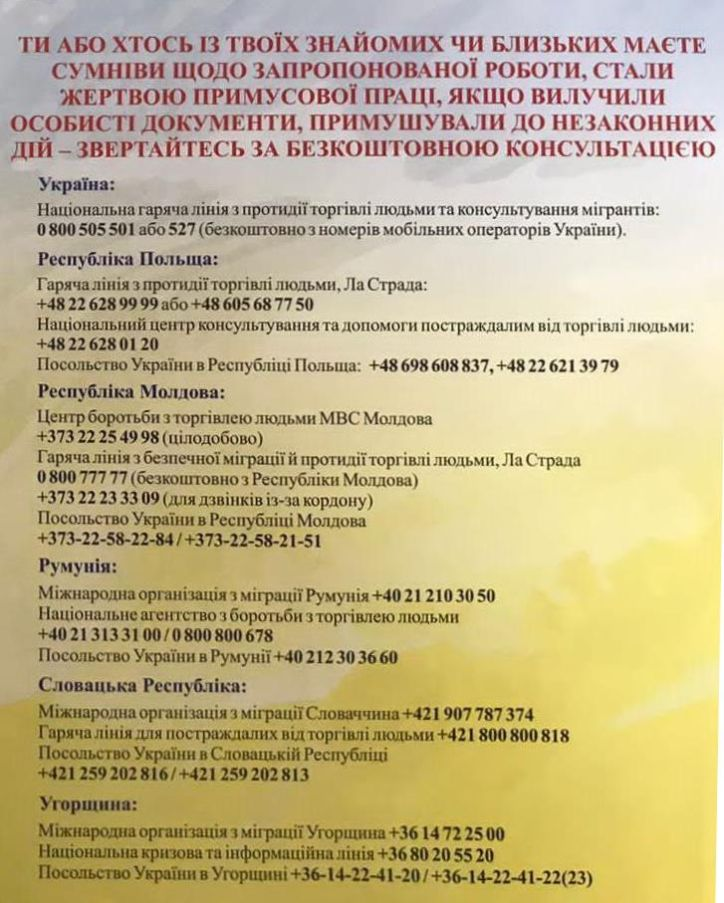 ТИ АБО ХТОСЬ ІЗ ТВОЇХ ЗНАЙОМИХ ЧИ БЛИЗЬКИХ МАЄТЕ
СУМНІВИ ЩОДО ЗАПРОПОНОВАНОЇ РОБОТИ, СТАЛИ
ЖЕРТВОЮ ПРИМУСОВОЇ ПРАЦІ, ЯКЩО ВИЛУЧИЛИ
ОСОБИСТІ ДОКУМЕНТИ, ПРИМУШУВАЛИ ДО НЕЗАКОННИХ
ДІЙ – ЗВЕРТАЙТЕСЬ ЗА БЕЗКОШТОВНОЮ КОНСУЛЬТАЦІЄЮ
Україна:
Національна гаряча лінія з протидії торгівлі людьми та консультування мігрантів:
0 800 505 501 або 527 (безкоштовно з номерів мобільних операторів України).
Республіка Польща:
Гаряча лінія з протидії торгівлі людьми, Ла Страда:
+48 22 628 99 99 або +48 605 68 77 50
Національний центр консультування та допомоги постраждалим від торгівлі людьми:
+48 22 628 01 20
Посольство України в Республіці Польща: +48 698 608 837, +48 22 621 39 79
Республіка Молдова:
Центр боротьби з торгівлею людьми МВС Молдова
+373 22 25 49 98 (цілодобово)
Гаряча лінія з безпечної міграції й протидії торгівлі людьми, Ла Страда
0 800 777 77 (безкоштовно з Республіки Молдова)
+373 22 23 33 09 (для дзвінків із-за кордону)
Посольство України в Республіці Молдова
+373-22-58-22-84 / +373-22-58-21-51
Румунія:
Міжнародна організація з міграції Румунія +40 21 210 30 50
Національне агентство з боротьби з торгівлею людьми
+40 21 313 31 00 / 0 800 800 678
Посольство України в Румунії +40 212 30 36 60
Словацька Республіка:
Міжнародна організація з міграції Словаччина +421 907 787 374
Гаряча лінія для постраждалих від торгівлі людьми +421 800 800 818
Посольство України в Словацькій Республіці
+421 259 202 816 / +421 259 202 813
Угорщина:
Міжнародна організація з міграції Угорщина +36 14 72 25 00
Національна кризова та інформаційна лінія +36 80 20 55 20
Посольство України в Угорщині +36-14-22-41-20 / +36-14-22-41-22(23)